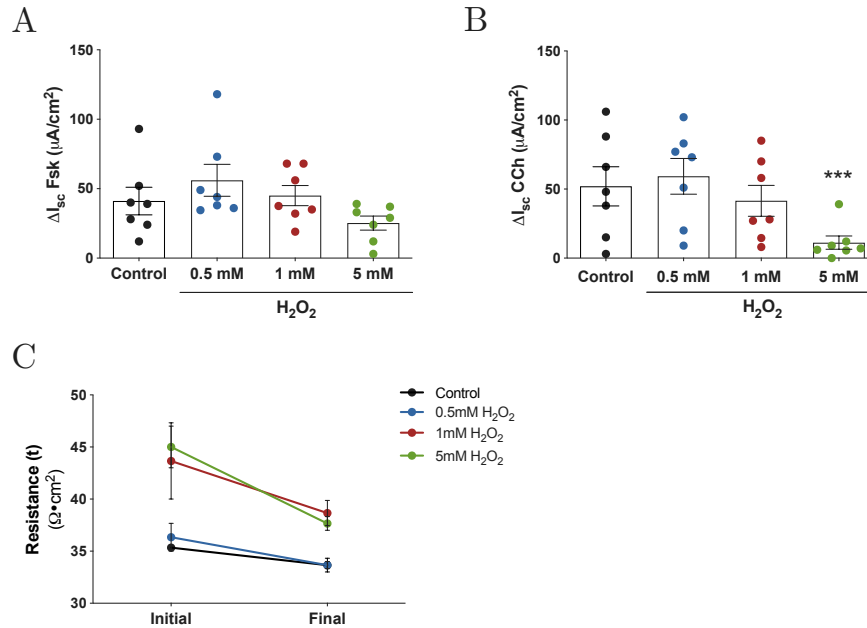 A
ΔIsc Fsk (μA/cm²)
150
100
50
0
Control 0.5 mM 1 mM 5 mM
H₂O₂
B
ΔIsc CCh (μA/cm²)
150
100
50
0
***
Control 0.5 mM 1 mM 5 mM
H₂O₂
C
Resistance (t)
(Ω•cm²)
50
45
40
35
30
Initial Final
Control
0.5mM H₂O₂
1mM H₂O₂
5mM H₂O₂